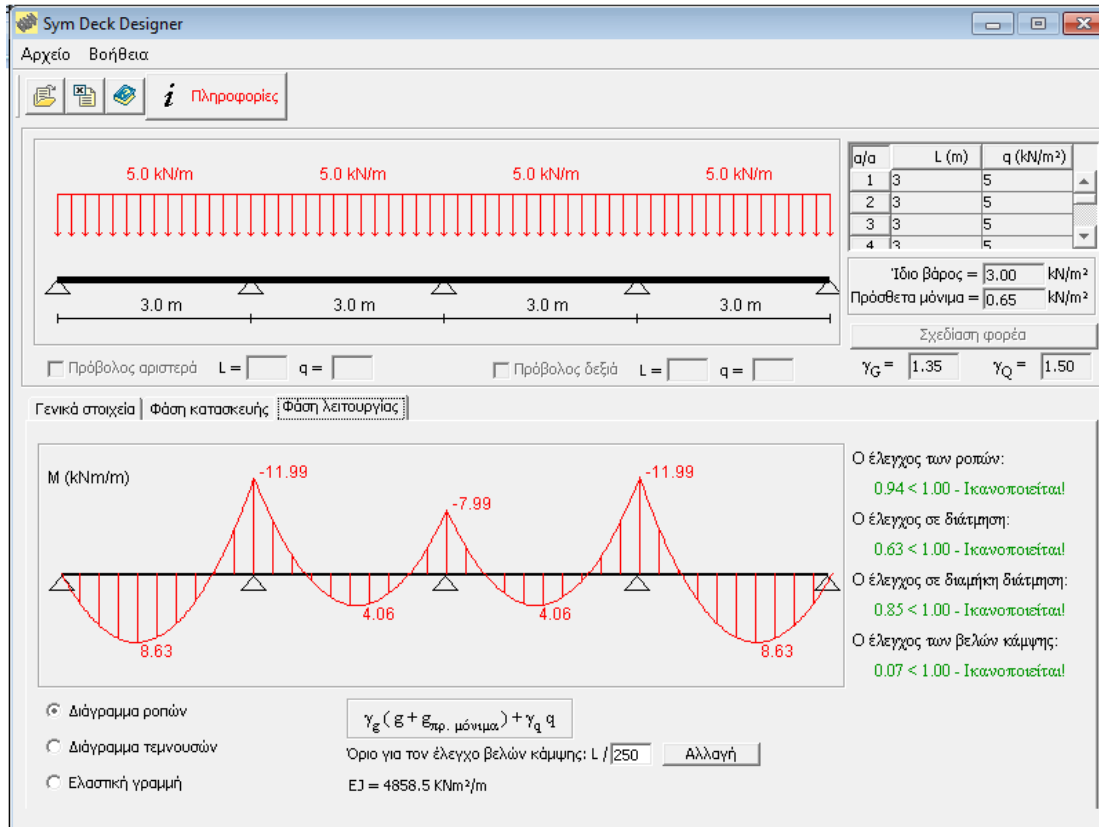 Sym Deck Designer
Αρχείο Βοήθεια
i Πληροφορίες
5.0 kN/m 5.0 kN/m 5.0 kN/m 5.0 kN/m
3.0 m 3.0 m 3.0 m 3.0 m
α/α L (m) q (kN/m²)
1 3 5
2 3 5
3 3 5
4 3 5
Ίδιο βάρος = 3.00 kN/m²
Πρόσθετα μόνιμα = 0.65 kN/m²
Σχεδίαση φορέα
Πρόβολος αριστερά L = q = Πρόβολος δεξιά L = q =
γG = 1.35 γQ = 1.50
Γενικά στοιχεία Φάση κατασκευής Φάση λειτουργίας
M (kNm/m)
-11.99 -7.99 -11.99
8.63 4.06 4.06 8.63
Ο έλεγχος των ροπών:
0.94 < 1.00 - Ικανοποιείται!
Ο έλεγχος σε διάτμηση:
0.63 < 1.00 - Ικανοποιείται!
Ο έλεγχος σε διαμήκη διάτμηση:
0.85 < 1.00 - Ικανοποιείται!
Ο έλεγχος των βελών κάμψης:
0.07 < 1.00 - Ικανοποιείται!
Διάγραμμα ροπών
Διάγραμμα τεμνουσών
Ελαστική γραμμή
γg(g+gπρ. μόνιμα)+γq q
Όριο για τον έλεγχο βελών κάμψης: L / 250 Αλλαγή
EJ = 4858.5 KNm²/m